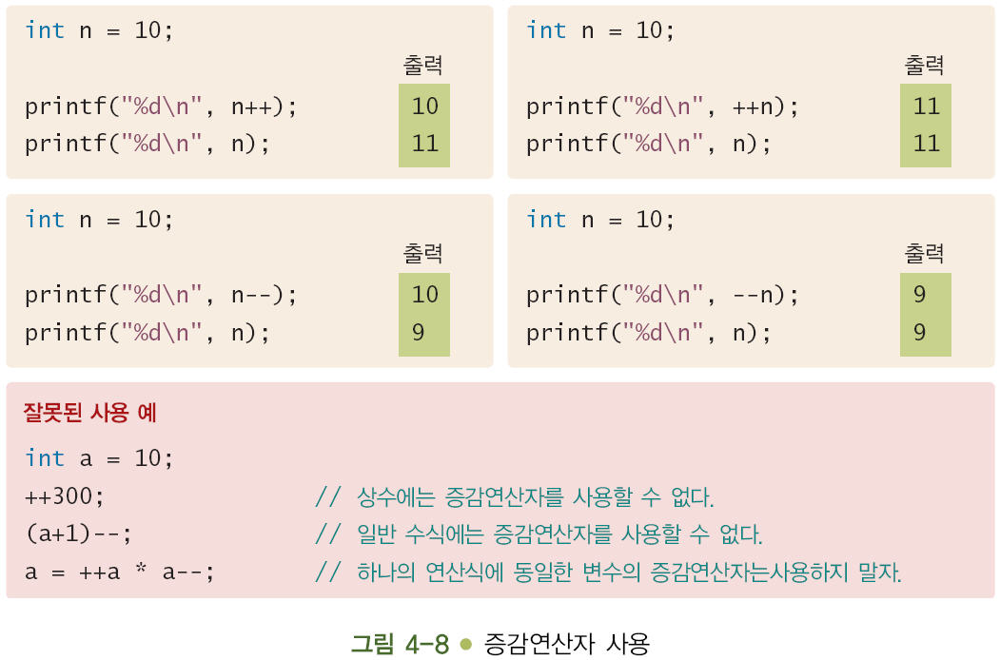 int n = 10;
출력
printf("%d\n", n++); 10
printf("%d\n", n); 11
int n = 10;
출력
printf("%d\n", ++n); 11
printf("%d\n", n); 11
int n = 10;
출력
printf("%d\n", n--); 10
printf("%d\n", n); 9
int n = 10;
출력
printf("%d\n", --n); 9
printf("%d\n", n); 9
잘못된 사용 예
int a = 10;
++300; // 상수에는 증감연산자를 사용할 수 없다.
(a+1)--; // 일반 수식에는 증감연산자를 사용할 수 없다.
a = ++a * a--; // 하나의 연산식에 동일한 변수의 증감연산자는사용하지 말자.
그림 4-8 ● 증감연산자 사용